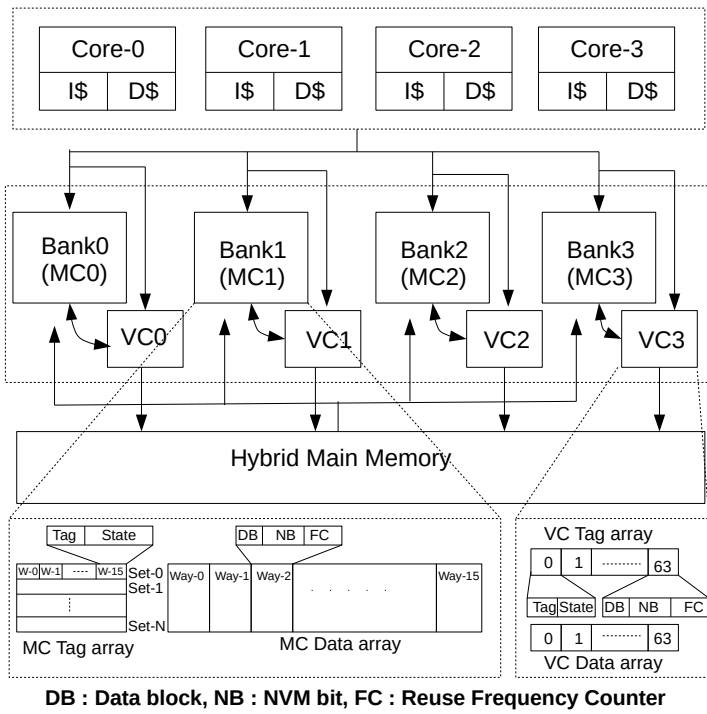 Core-0 Core-1 Core-2 Core-3
I$ D$ I$ D$ I$ D$ I$ D$
Bank0 Bank1 Bank2 Bank3
(MC0) (MC1) (MC2) (MC3)
VC0 VC1 VC2 VC3
Hybrid Main Memory
Tag State
W-0 W-1 ---- W-15 Set-0
Set-1
Set-N
MC Tag array
DB NB FC
Way-0 Way-1 Way-2 . . . . . Way-15
MC Data array
VC Tag array
0 1 ......... 63
Tag State DB NB FC
0 1 ......... 63
VC Data array
DB : Data block, NB : NVM bit, FC : Reuse Frequency Counter